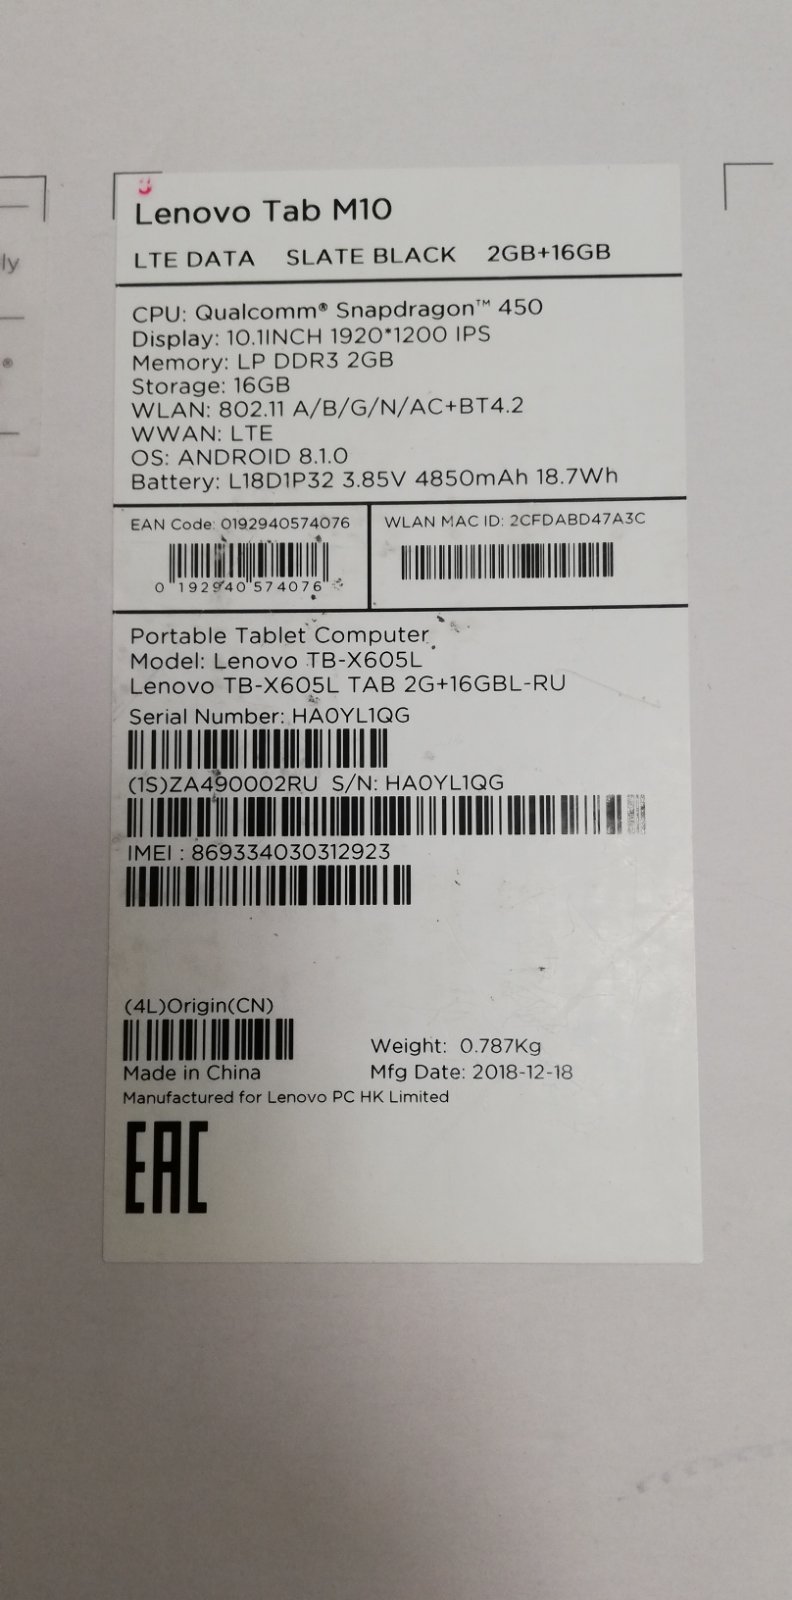 Lenovo Tab M10
LTE DATA SLATE BLACK 2GB+16GB
CPU: Qualcomm® Snapdragon™ 450
Display: 10.1INCH 1920*1200 IPS
Memory: LP DDR3 2GB
Storage: 16GB
WLAN: 802.11 A/B/G/N/AC+BT4.2
WWAN: LTE
OS: ANDROID 8.1.0
Battery: L18D1P32 3.85V 4850mAh 18.7Wh
EAN Code: 0192940574076
0 192940 574076
WLAN MAC ID: 2CFDABD47A3C
Portable Tablet Computer
Model: Lenovo TB-X605L
Lenovo TB-X605L TAB 2G+16GBL-RU
Serial Number: HA0YL1QG
(1S)ZA490002RU S/N: HA0YL1QG
IMEI : 869334030312923
(4L)Origin(CN)
Made in China
Weight: 0.787Kg
Mfg Date: 2018-12-18
Manufactured for Lenovo PC HK Limited
EAC